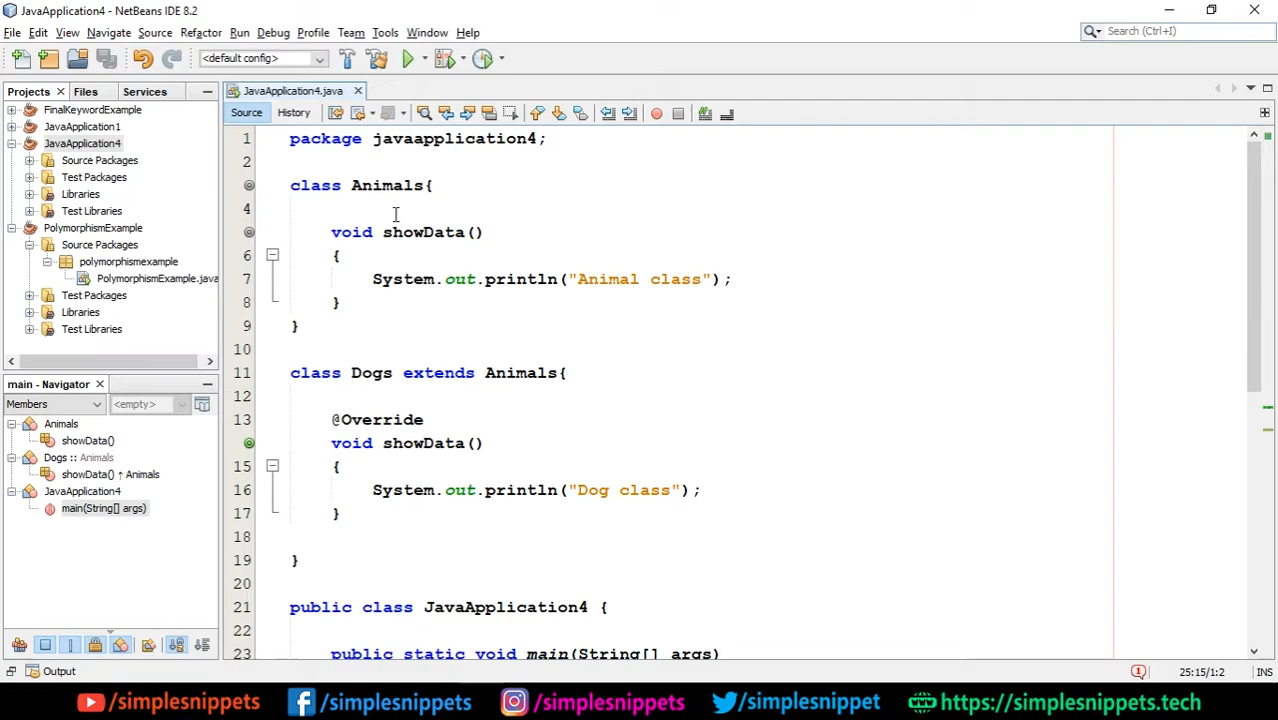 JavaApplication4 - NetBeans IDE 8.2
File Edit View Navigate Source Refactor Run Debug Profile Team Tools Window Help
Search (Ctrl+I)
<default config>
Projects Files Services
JavaApplication4.java
FinalKeywordExample
JavaApplication1
JavaApplication4
Source Packages
Test Packages
Libraries
Test Libraries
PolymorphismExample
Source Packages
polymorphismexample
PolymorphismExample.java
Test Packages
Libraries
Test Libraries
main - Navigator
Members <empty>
Animals
showData()
Dogs :: Animals
showData() ↑ Animals
JavaApplication4
main(String[] args)
Source History
1 package javaapplication4;
2
class Animals{
4
void showData()
6 {
7 System.out.println("Animal class");
8 }
9 }
10
11 class Dogs extends Animals{
12
13 @Override
void showData()
15 {
16 System.out.println("Dog class");
17 }
18
19 }
20
21 public class JavaApplication4 {
22
23 public static void main(String[] args)
Output
1
25:15/1:2 INS
/simplesnippets /simplesnippets /simplesnippets /simplesnippets https://simplesnippets.tech